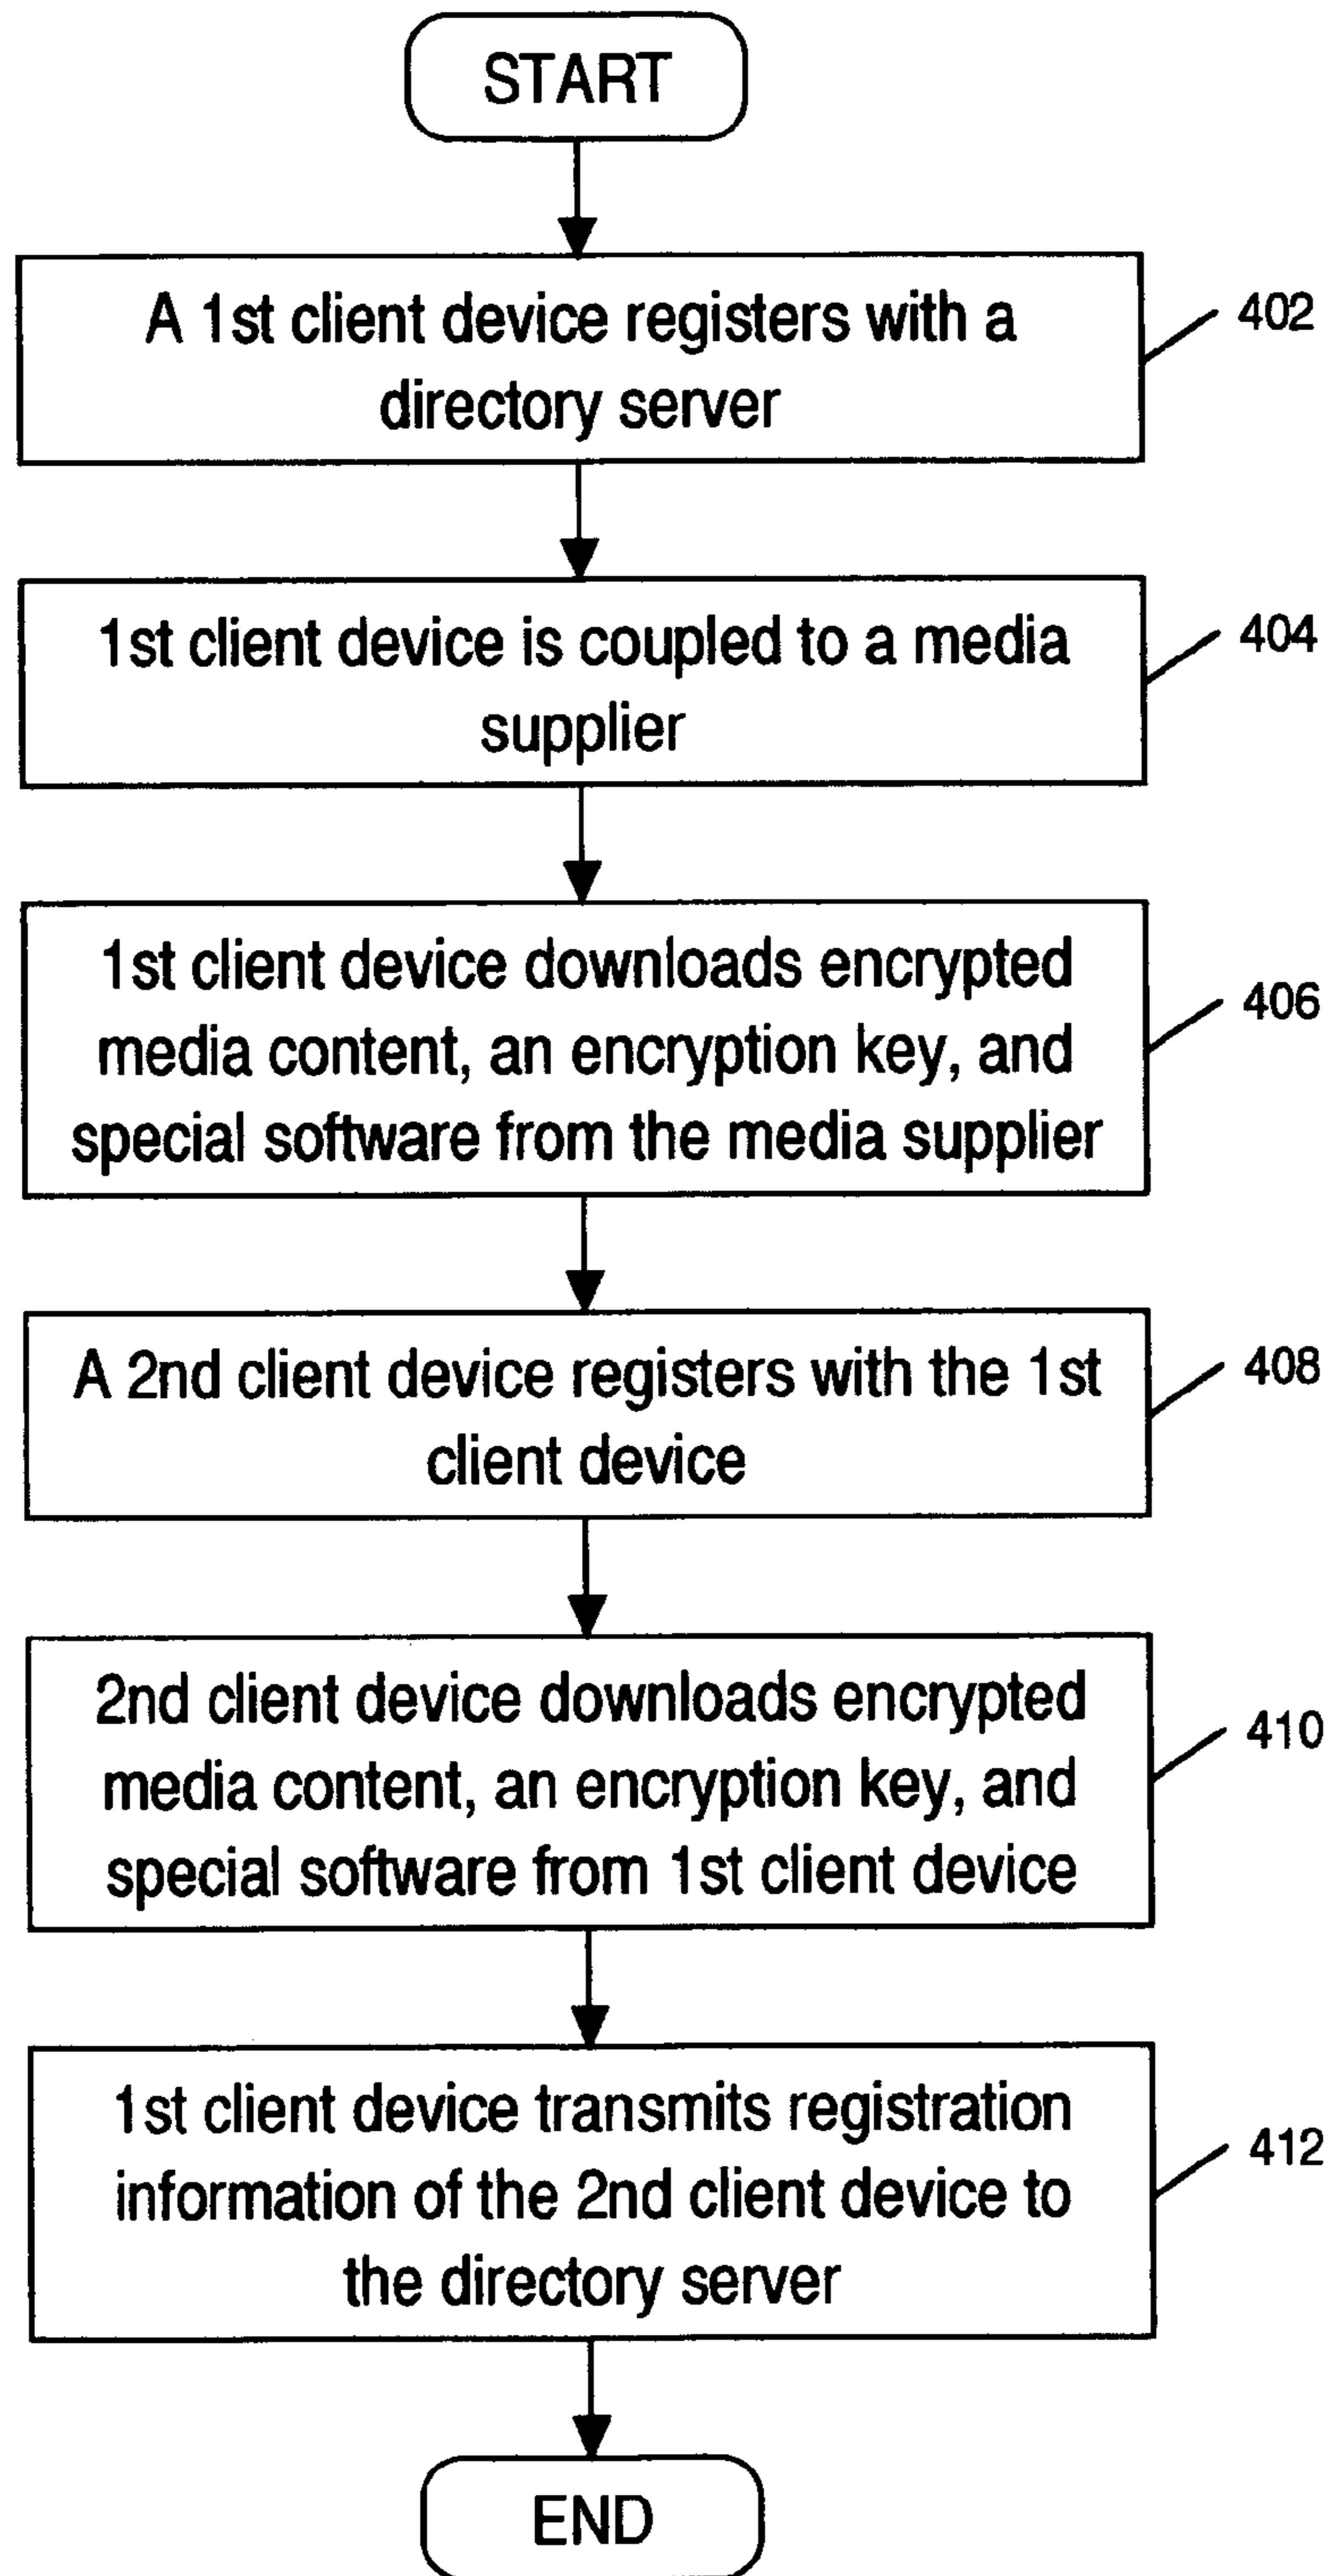 START
A 1st client device registers with a
directory server
402
1st client device is coupled to a media
supplier
404
1st client device downloads encrypted
media content, an encryption key, and
special software from the media supplier
406
A 2nd client device registers with the 1st
client device
408
2nd client device downloads encrypted
media content, an encryption key, and
special software from 1st client device
410
1st client device transmits registration
information of the 2nd client device to
the directory server
412
END